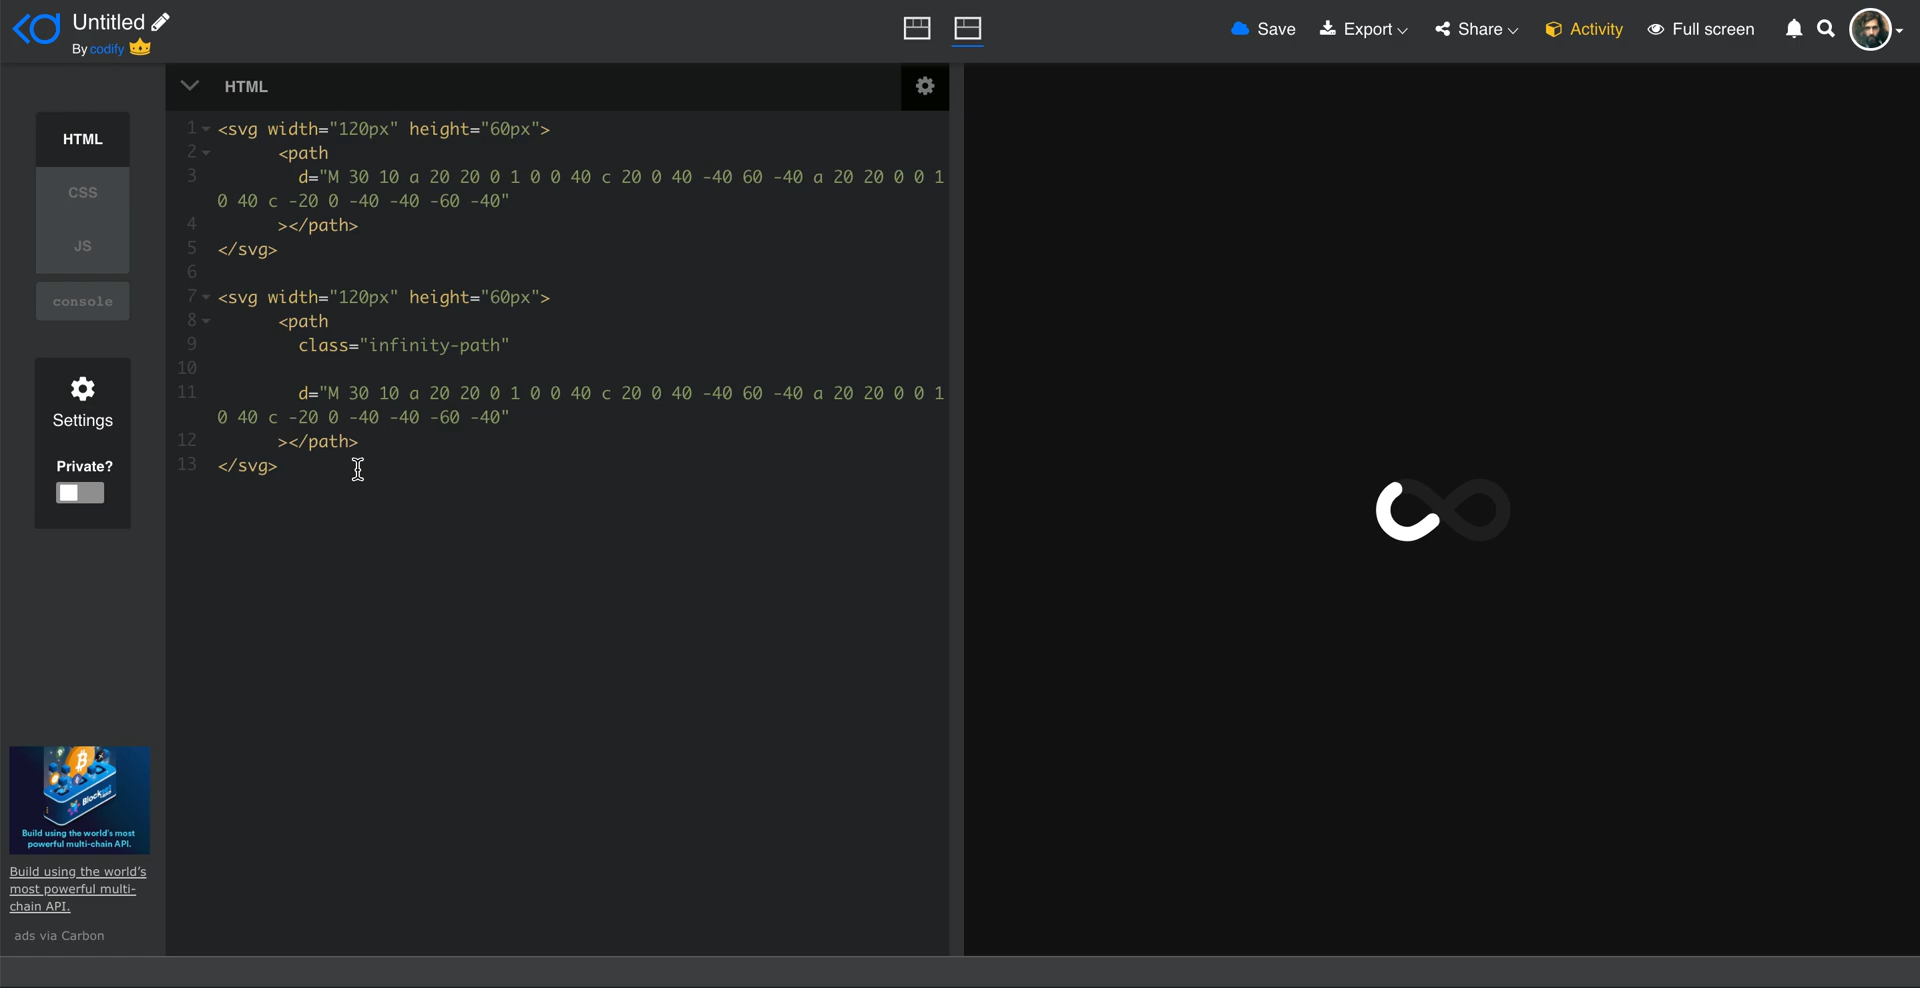 Untitled
By codify
Save
Export
Share
Activity
Full screen
HTML
HTML
CSS
JS
console
Settings
Private?
1 <svg width="120px" height="60px">
2 <path
3 d="M 30 10 a 20 20 0 1 0 0 40 c 20 0 40 -40 60 -40 a 20 20 0 0 1
0 40 c -20 0 -40 -40 -60 -40"
4 ></path>
5 </svg>
6
7 <svg width="120px" height="60px">
8 <path
9 class="infinity-path"
10
11 d="M 30 10 a 20 20 0 1 0 0 40 c 20 0 40 -40 60 -40 a 20 20 0 0 1
0 40 c -20 0 -40 -40 -60 -40"
12 ></path>
13 </svg>
Build using the world's most
powerful multi-chain API.
Build using the world's
most powerful multi-
chain API.
ads via Carbon